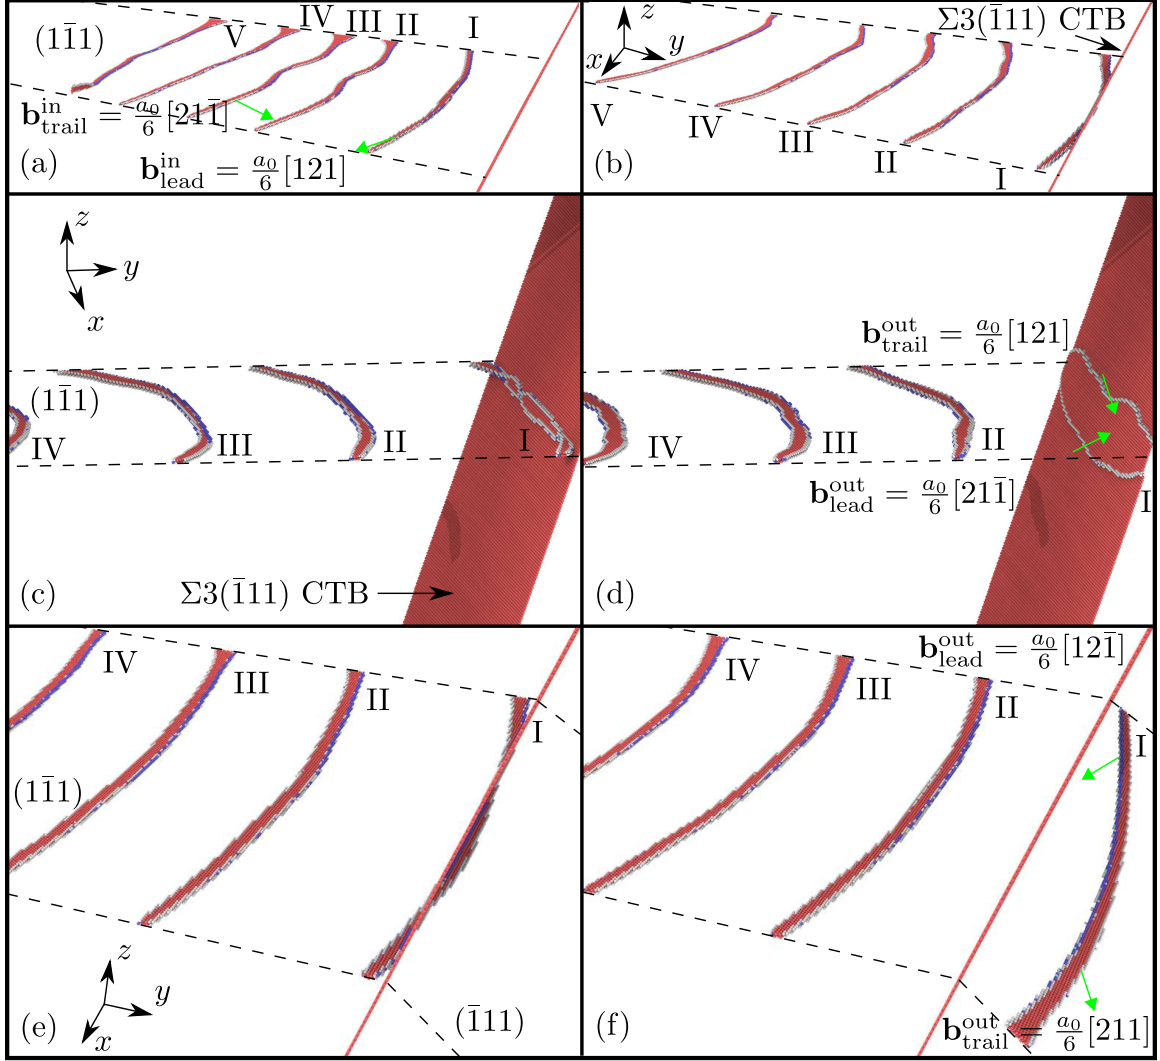 (11̄1)
V
IV
III
II
I
b^in_trail = a₀/6 [211̄]
b^in_lead = a₀/6 [121]
(a)
z
y
x
Σ3(1̄11) CTB
V
IV
III
II
I
(b)
z
y
x
(11̄1)
IV
III
II
I
Σ3(1̄11) CTB
(c)
b^out_trail = a₀/6 [121]
IV
III
II
I
b^out_lead = a₀/6 [211̄]
(d)
IV
III
II
I
(11̄1)
z
y
x
(1̄11)
(e)
b^out_lead = a₀/6 [121̄]
IV
III
II
I
b^out_trail = a₀/6 [211]
(f)